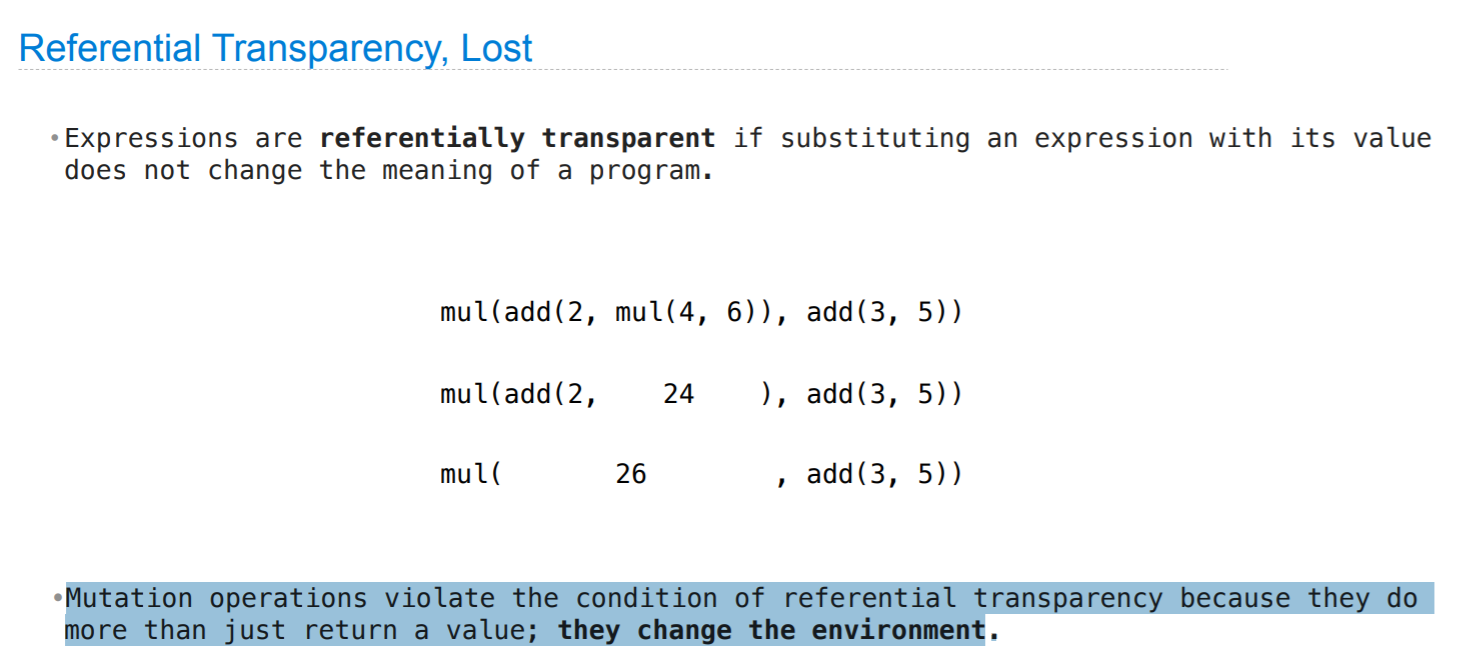 Referential Transparency, Lost
•Expressions are referentially transparent if substituting an expression with its value
does not change the meaning of a program.
mul(add(2, mul(4, 6)), add(3, 5))
mul(add(2, 24 ), add(3, 5))
mul( 26 , add(3, 5))
•Mutation operations violate the condition of referential transparency because they do
more than just return a value; they change the environment.